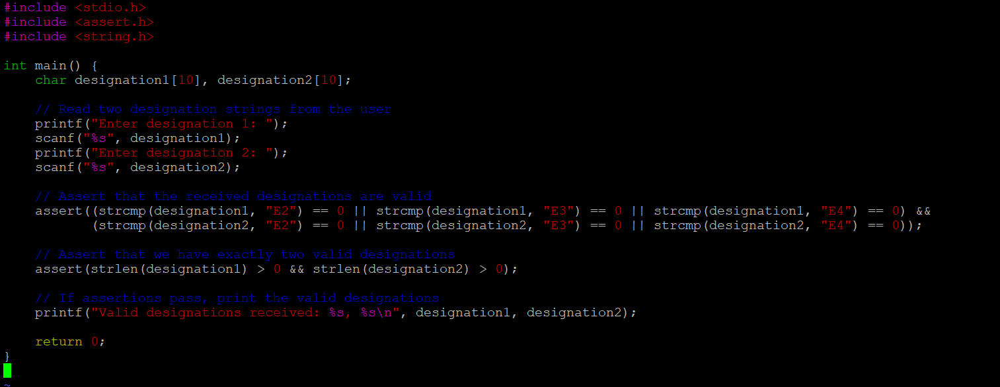 #include <stdio.h>
#include <assert.h>
#include <string.h>

int main() {
    char designation1[10], designation2[10];

    // Read two designation strings from the user
    printf("Enter designation 1: ");
    scanf("%s", designation1);
    printf("Enter designation 2: ");
    scanf("%s", designation2);

    // Assert that the received designations are valid
    assert((strcmp(designation1, "E2") == 0 || strcmp(designation1, "E3") == 0 || strcmp(designation1, "E4") == 0) &&
           (strcmp(designation2, "E2") == 0 || strcmp(designation2, "E3") == 0 || strcmp(designation2, "E4") == 0));

    // Assert that we have exactly two valid designations
    assert(strlen(designation1) > 0 && strlen(designation2) > 0);

    // If assertions pass, print the valid designations
    printf("Valid designations received: %s, %s\n", designation1, designation2);

    return 0;
}
~